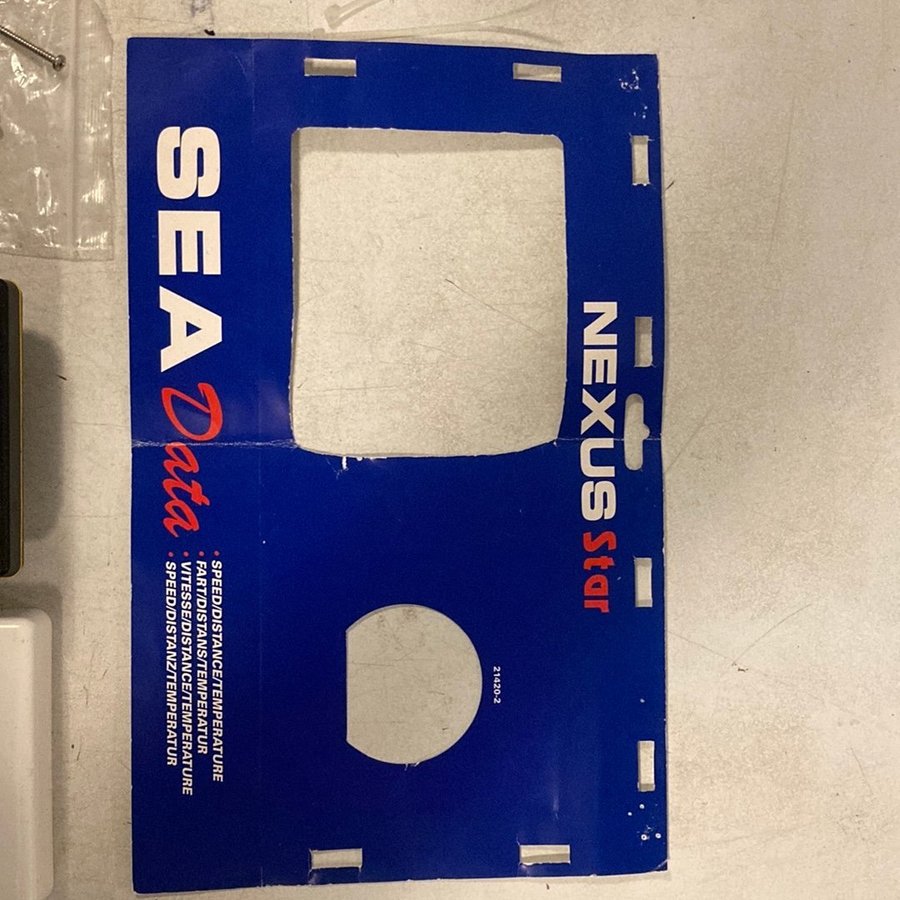 NEXUS Star
21420-2
SEA Data
• SPEED/DISTANCE/TEMPERATURE
• FART/DISTANS/TEMPERATUR
• VITESSE/DISTANCE/TEMPERATURE
• SPEED/DISTANZ/TEMPERATUR